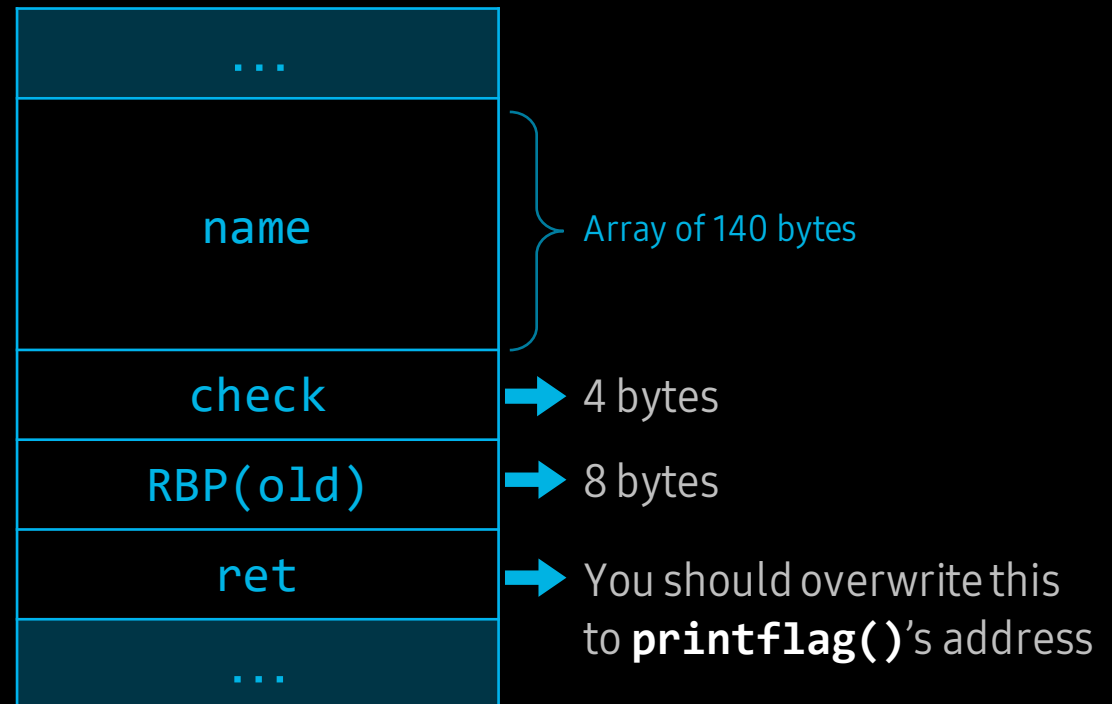 ...
name
Array of 140 bytes
check
4 bytes
RBP(old)
8 bytes
ret
You should overwrite this
to printflag()'s address
...